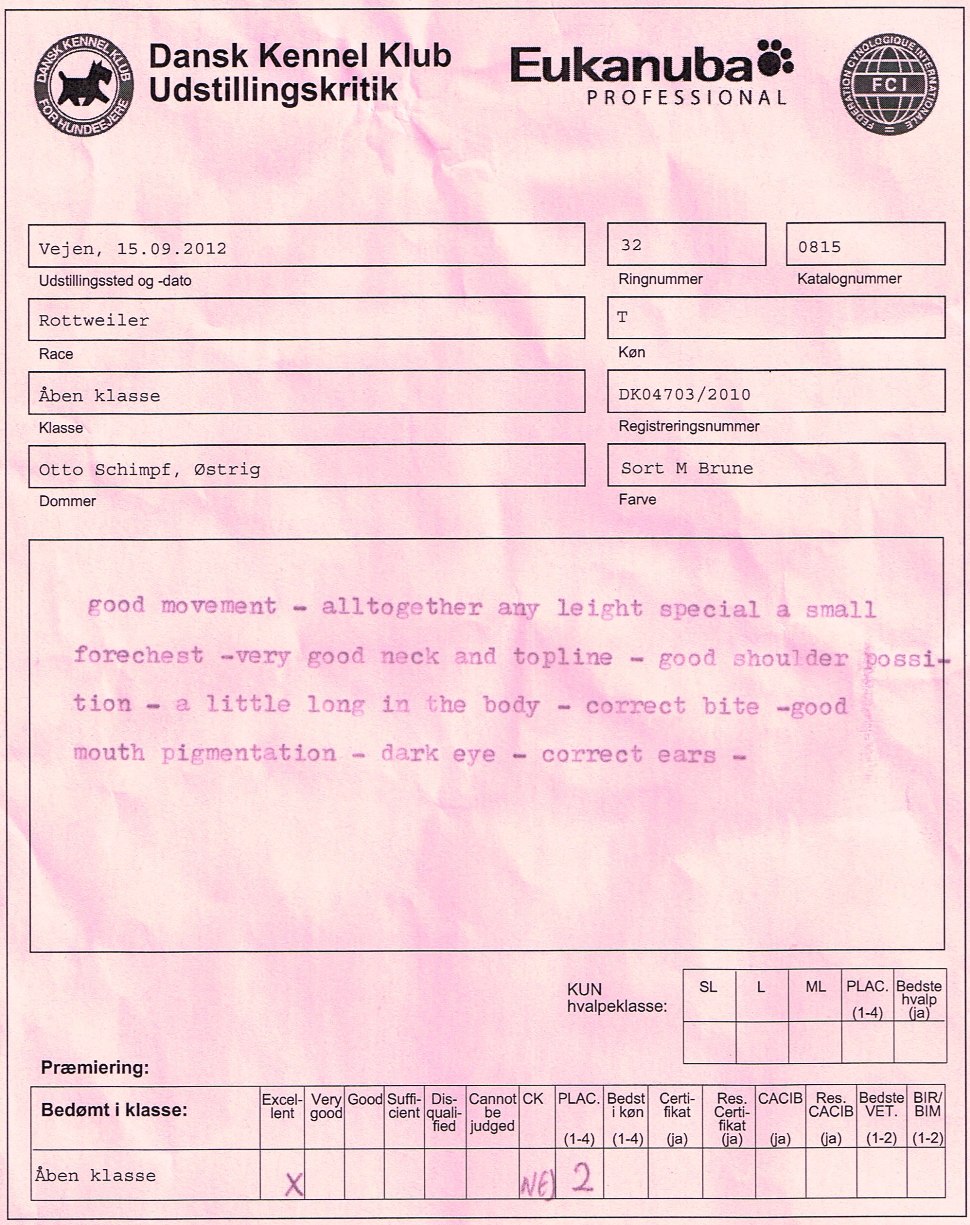 DANSK KENNEL KLUB
FOR HUNDEEJERE
Dansk Kennel Klub
Udstillingskritik
Eukanuba
PROFESSIONAL
FEDERATION CYNOLOGIQUE INTERNATIONALE
FCI
Vejen, 15.09.2012
32
0815
Udstillingssted og -dato
Ringnummer
Katalognummer
Rottweiler
T
Race
Køn
Åben klasse
DK04703/2010
Klasse
Registreringsnummer
Otto Schimpf, Østrig
Sort M Brune
Dommer
Farve
good movement - alltogether any leight special a small
forechest -very good neck and topline - good shoulder possi-
tion - a little long in the body - correct bite -good
mouth pigmentation - dark eye - correct ears -
KUN
hvalpeklasse:
SL
L
ML
PLAC.
(1-4)
Bedste
hvalp
(ja)
Præmiering:
Bedømt i klasse:
Excel-
lent
Very
good
Good
Suffi-
cient
Dis-
quali-
fied
Cannot
be
judged
CK
PLAC.
(1-4)
Bedst
i køn
(1-4)
Certi-
fikat
(ja)
Res.
Certi-
fikat
(ja)
CACIB
(ja)
Res.
CACIB
(ja)
Bedste
VET.
(1-2)
BIR/
BIM
(1-2)
Åben klasse
X
NEJ
2